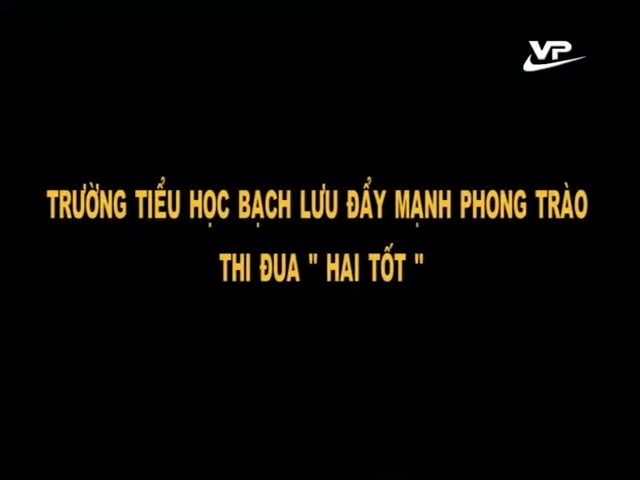 VP
TRƯỜNG TIỂU HỌC BẠCH LƯU ĐẨY MẠNH PHONG TRÀO
THI ĐUA " HAI TỐT "